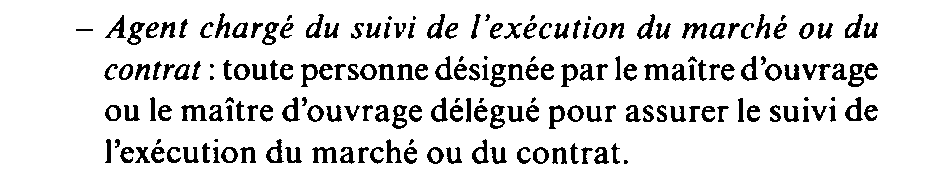 – Agent chargé du suivi de l'exécution du marché ou du
contrat : toute personne désignée par le maître d'ouvrage
ou le maître d'ouvrage délégué pour assurer le suivi de
l'exécution du marché ou du contrat.